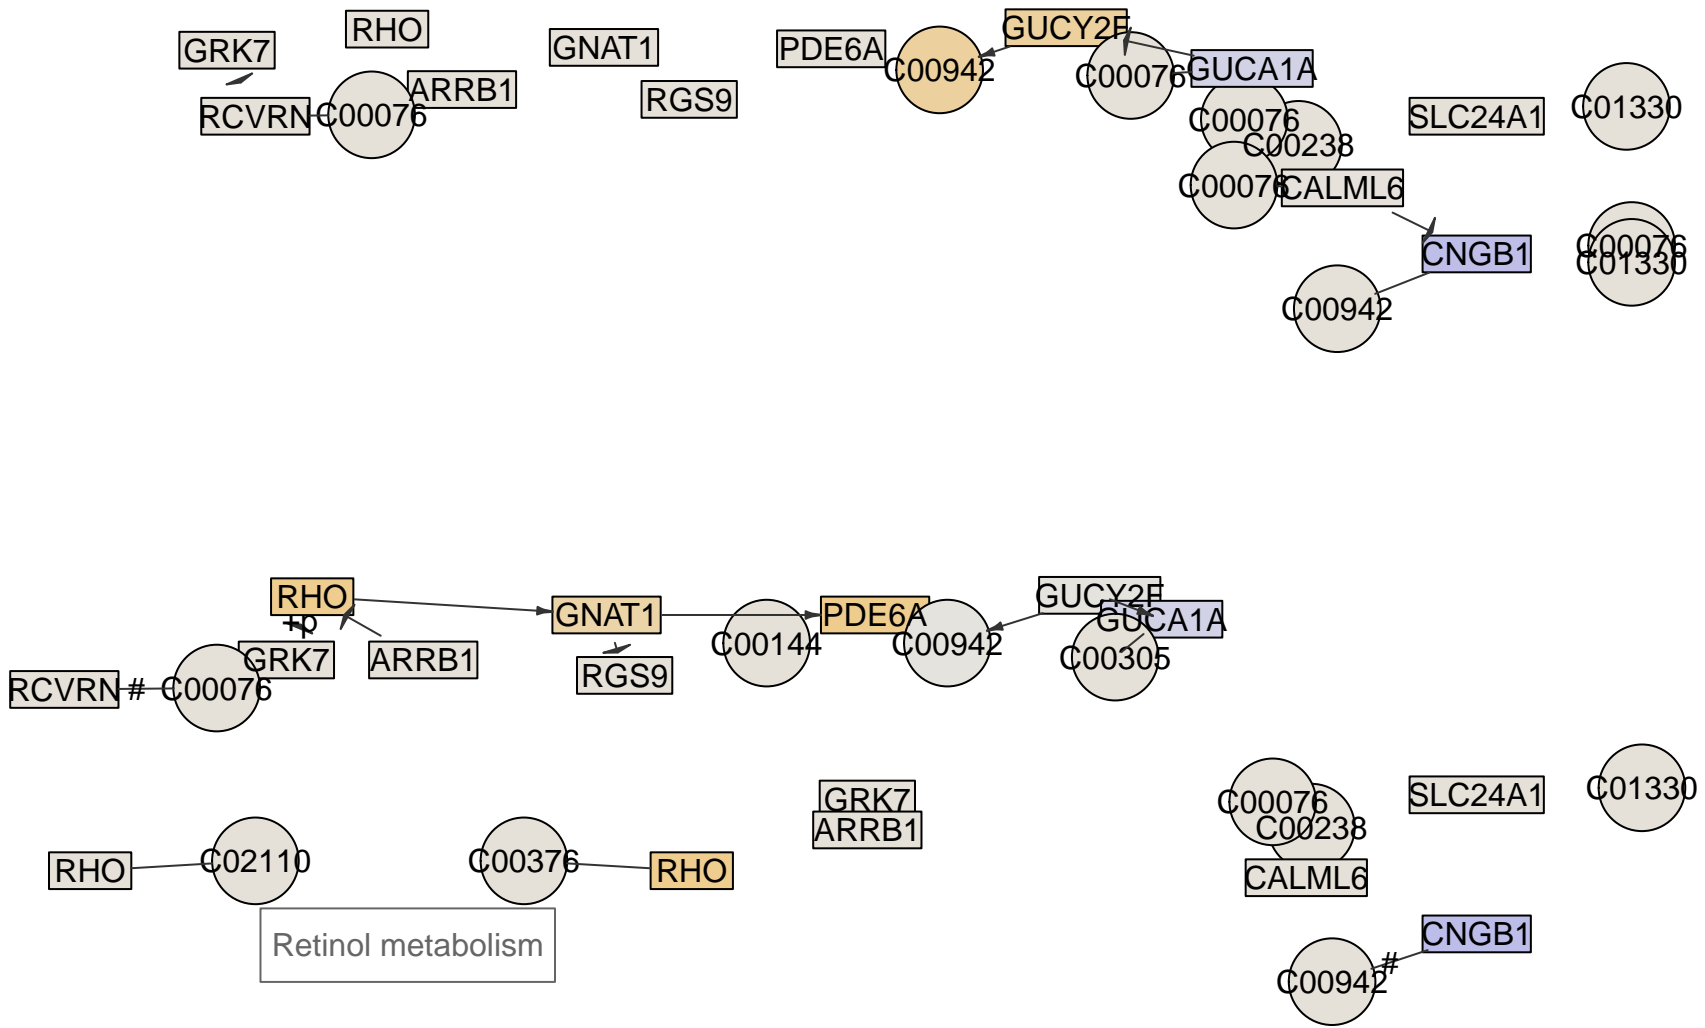 GRK7
RHO
GNAT1
PDE6A
C00942
GUCY2F
C00076
GUCA1A
RCVRN
C00076
ARRB1
RGS9
C00076
C00238
SLC24A1
C01330
C00076
CALML6
CNGB1
C00076
C01330
C00942
RHO
+p
GNAT1
PDE6A
GUCY2F
GUCA1A
GRK7
ARRB1
RGS9
C00144
C00942
C00305
RCVRN
#
C00076
GRK7
ARRB1
C00076
C00238
SLC24A1
C01330
RHO
C02110
C00376
RHO
CALML6
Retinol metabolism
CNGB1
#
C00942